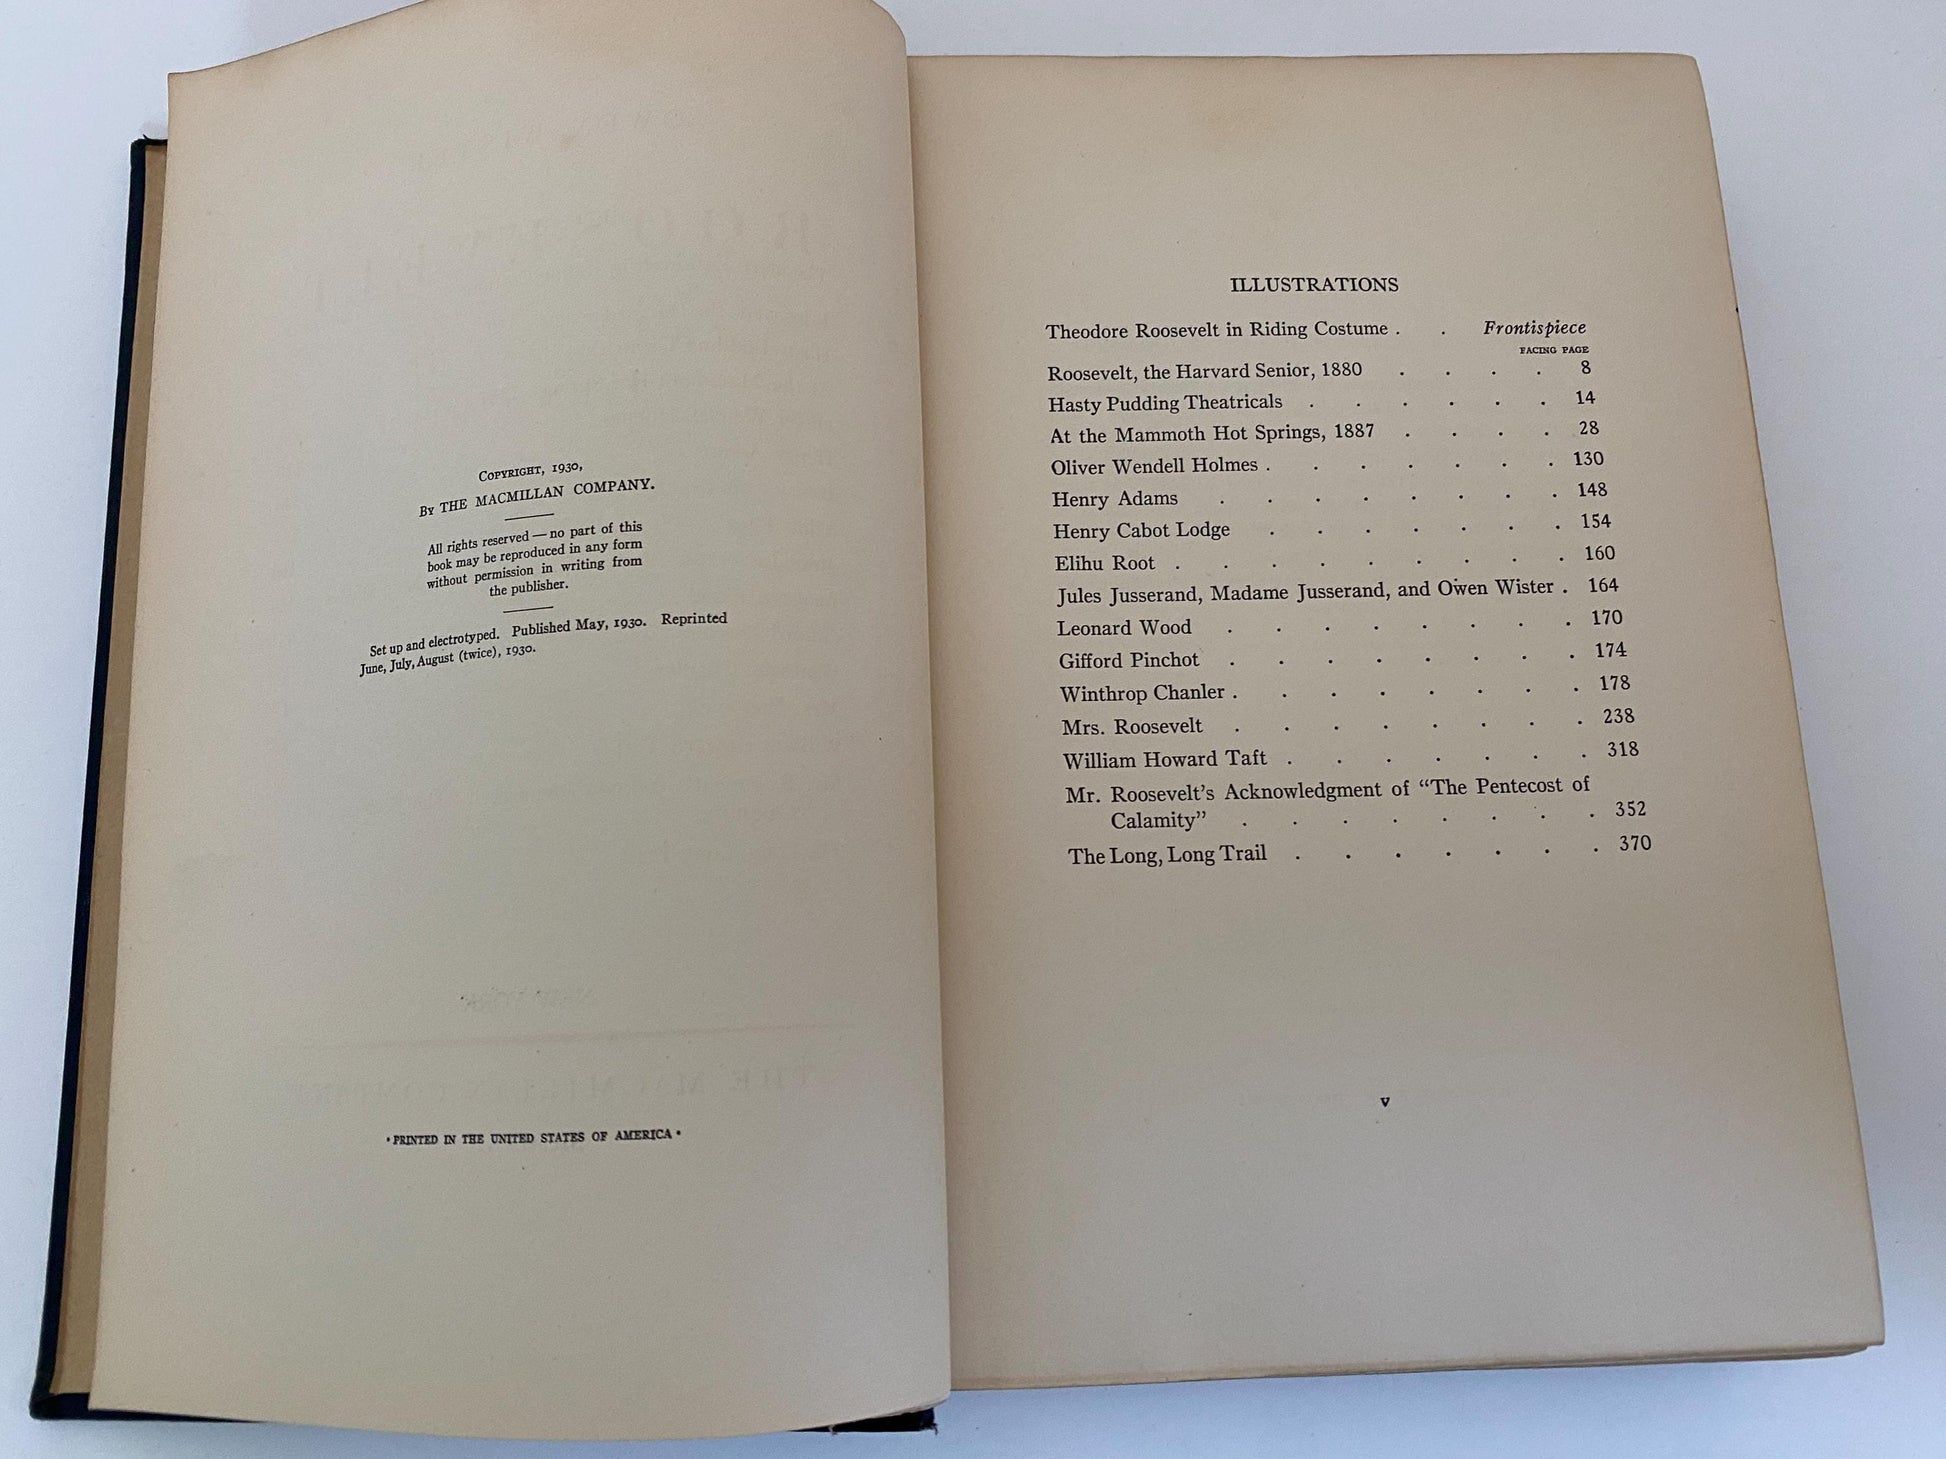 COPYRIGHT, 1930,
BY THE MACMILLAN COMPANY.
All rights reserved — no part of this
book may be reproduced in any form
without permission in writing from
the publisher.
Set up and electrotyped. Published May, 1930. Reprinted
June, July, August (twice), 1930.
• PRINTED IN THE UNITED STATES OF AMERICA •
ILLUSTRATIONS
Theodore Roosevelt in Riding Costume . . Frontispiece
FACING PAGE
Roosevelt, the Harvard Senior, 1880 . . . . 8
Hasty Pudding Theatricals . . . . . . 14
At the Mammoth Hot Springs, 1887 . . . . 28
Oliver Wendell Holmes . . . . . . . 130
Henry Adams . . . . . . . . 148
Henry Cabot Lodge . . . . . . . 154
Elihu Root . . . . . . . . . 160
Jules Jusserand, Madame Jusserand, and Owen Wister . 164
Leonard Wood . . . . . . . . 170
Gifford Pinchot . . . . . . . . 174
Winthrop Chanler . . . . . . . . 178
Mrs. Roosevelt . . . . . . . . 238
William Howard Taft . . . . . . . 318
Mr. Roosevelt's Acknowledgment of "The Pentecost of
Calamity" . . . . . . . . 352
The Long, Long Trail . . . . . . . 370
v